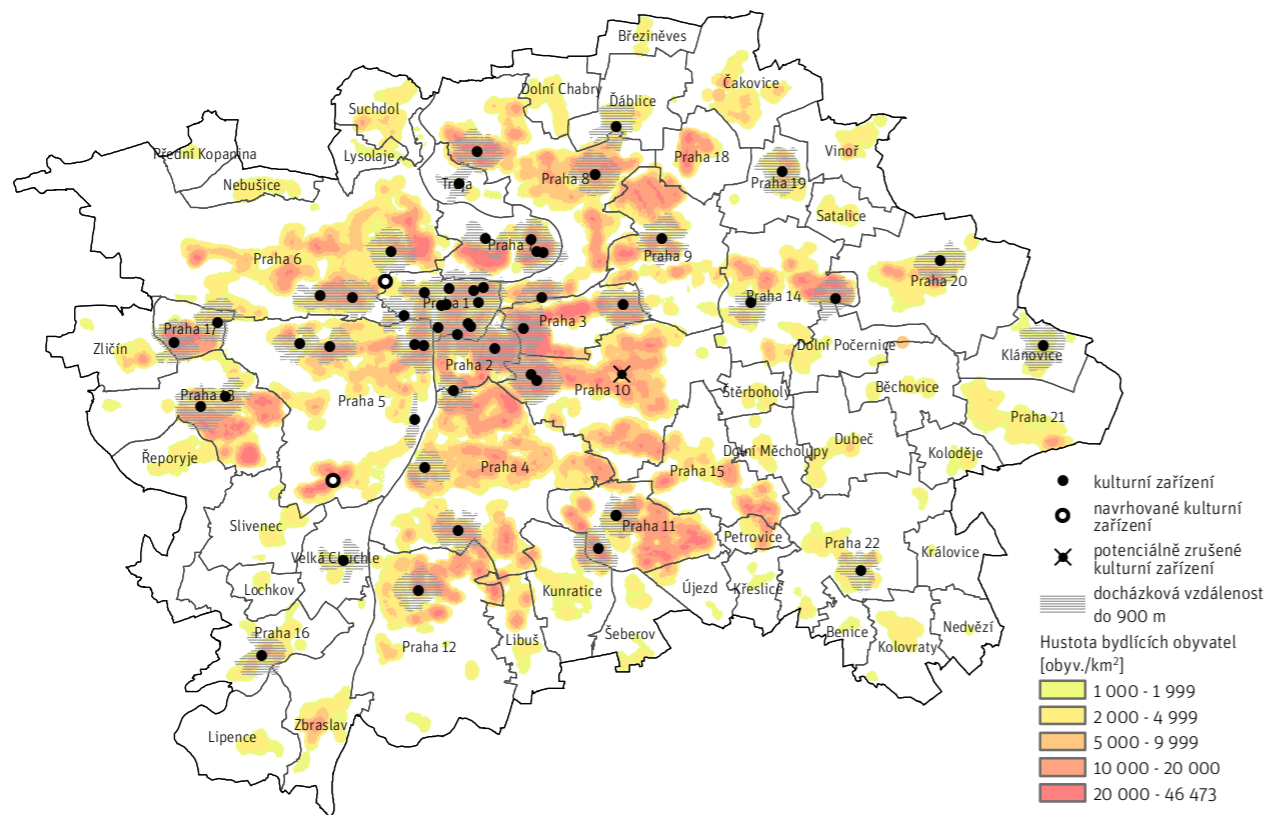 Březiněves
Čakovice
Dolní Chabry
Ďáblice
Suchdol
Přední Kopanina
Lysolaje
Praha 18
Vinoř
Nebušice
Troja
Praha 8
Praha 19
Satalice
Praha 6
Praha 7
Praha 9
Praha 20
Praha 1
Praha 14
Praha 3
Praha 17
Zličín
Dolní Počernice
Klánovice
Praha 2
Praha 10
Štěrboholy
Běchovice
Praha 13
Praha 5
Praha 21
Řeporyje
Dubeč
Dolní Měcholupy
Koloděje
Praha 4
Praha 15
Slivenec
Praha 11
Petrovice
Praha 22
Královice
Velká Chuchle
Lochkov
Kunratice
Újezd
Křeslice
Praha 16
Praha 12
Libuš
Šeberov
Benice
Kolovraty
Nedvězí
Zbraslav
Lipence
kulturní zařízení
navrhované kulturní
zařízení
potenciálně zrušené
kulturní zařízení
docházková vzdálenost
do 900 m
Hustota bydlících obyvatel
[obyv./km²]
1 000 - 1 999
2 000 - 4 999
5 000 - 9 999
10 000 - 20 000
20 000 - 46 473